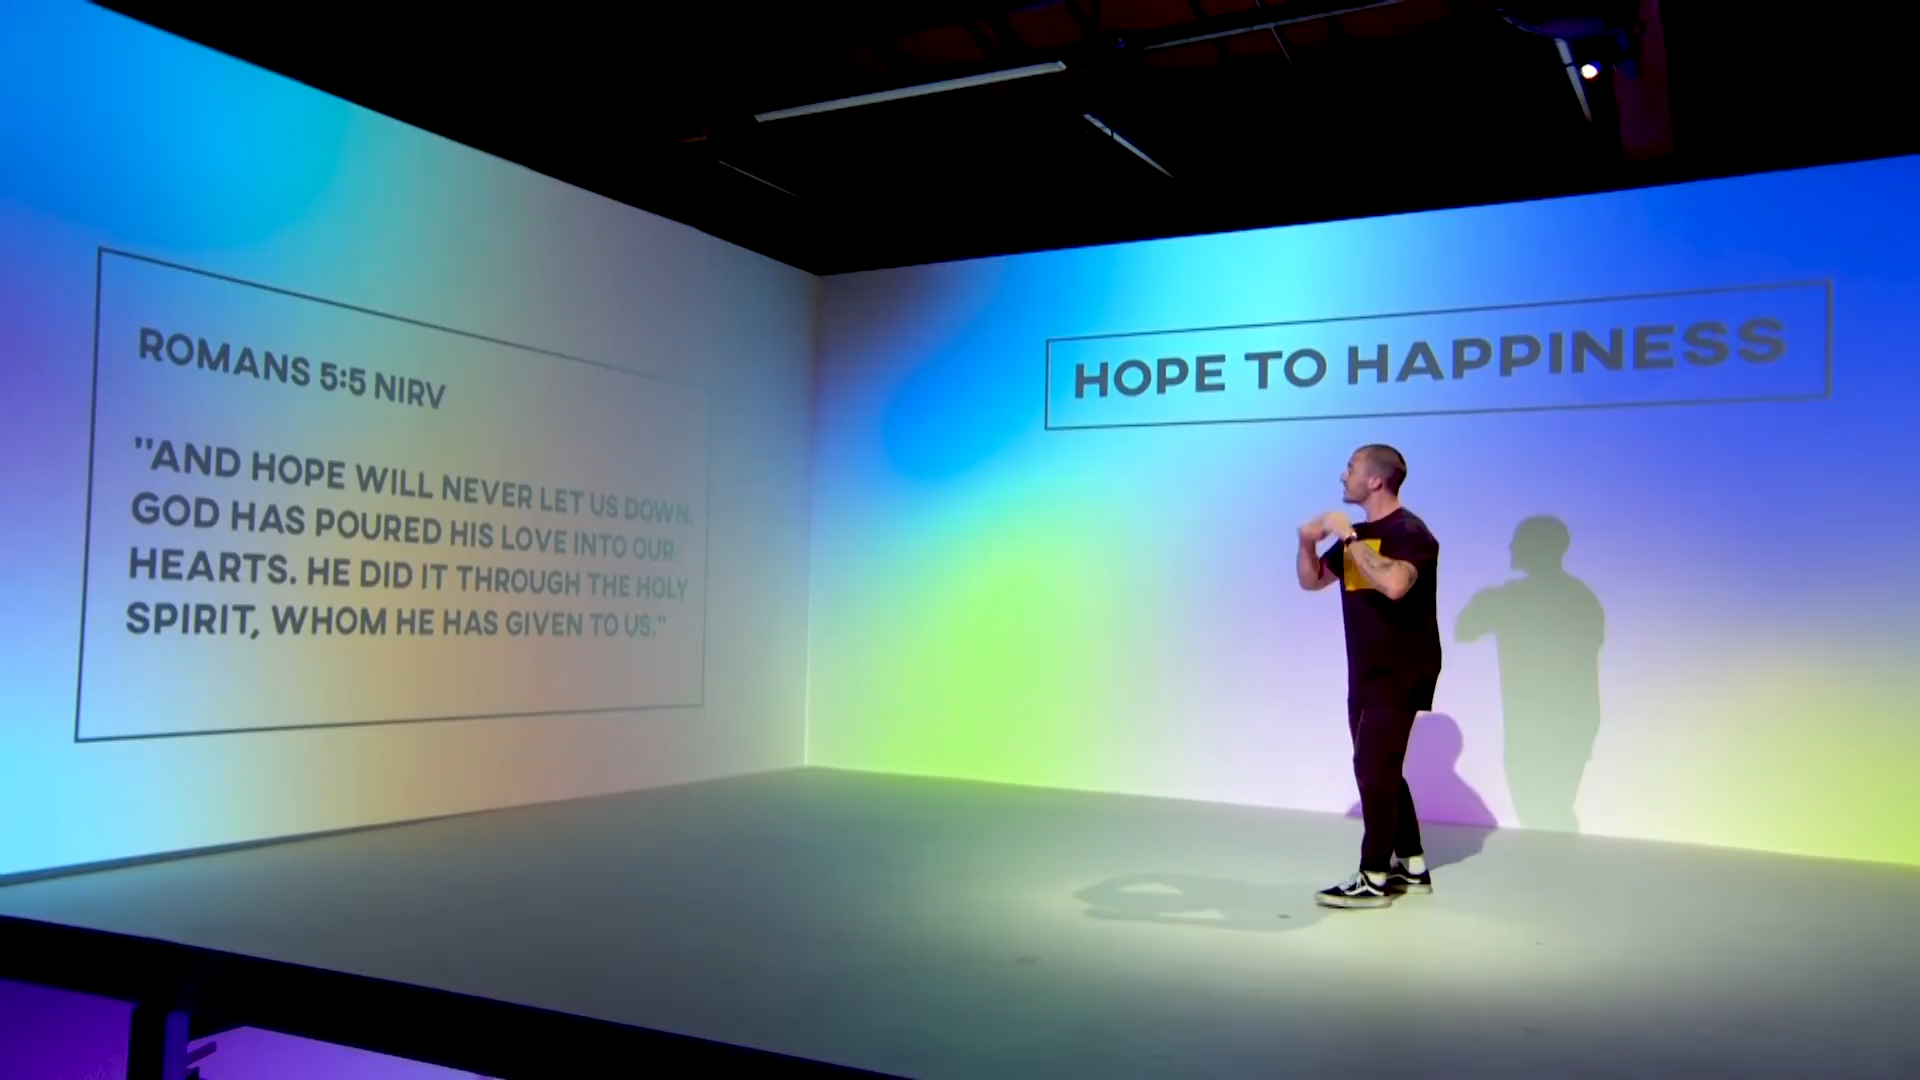 ROMANS 5:5 NIRV
"AND HOPE WILL NEVER LET US DOWN.
GOD HAS POURED HIS LOVE INTO OUR
HEARTS. HE DID IT THROUGH THE HOLY
SPIRIT, WHOM HE HAS GIVEN TO US."
HOPE TO HAPPINESS